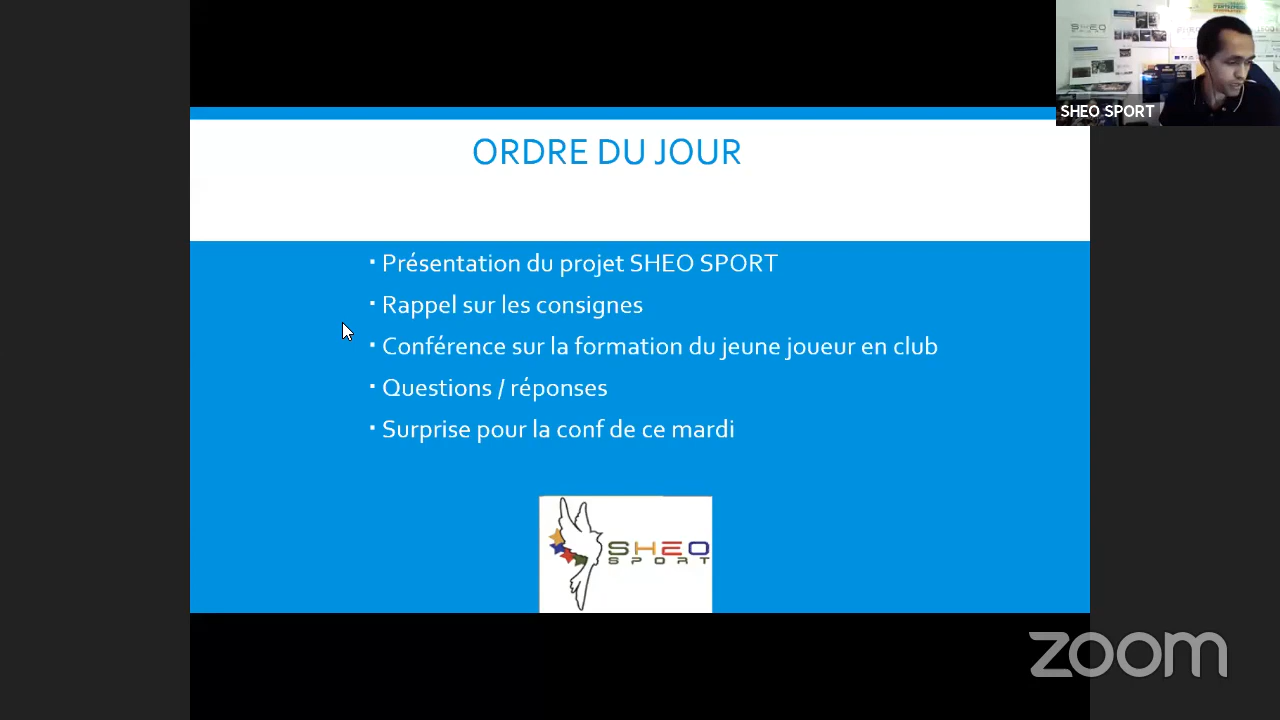 SHEO SPORT
ORDRE DU JOUR
Présentation du projet SHEO SPORT
Rappel sur les consignes
Conférence sur la formation du jeune joueur en club
Questions / réponses
Surprise pour la conf de ce mardi
SHEO
SPORT
zoom